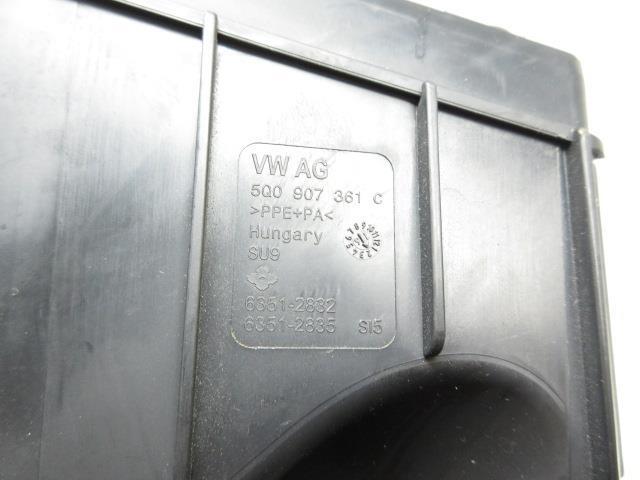 VW AG
5Q0 907 361 C
>PPE+PA<
Hungary
SU9
6351-2832
6351-2835 SI5